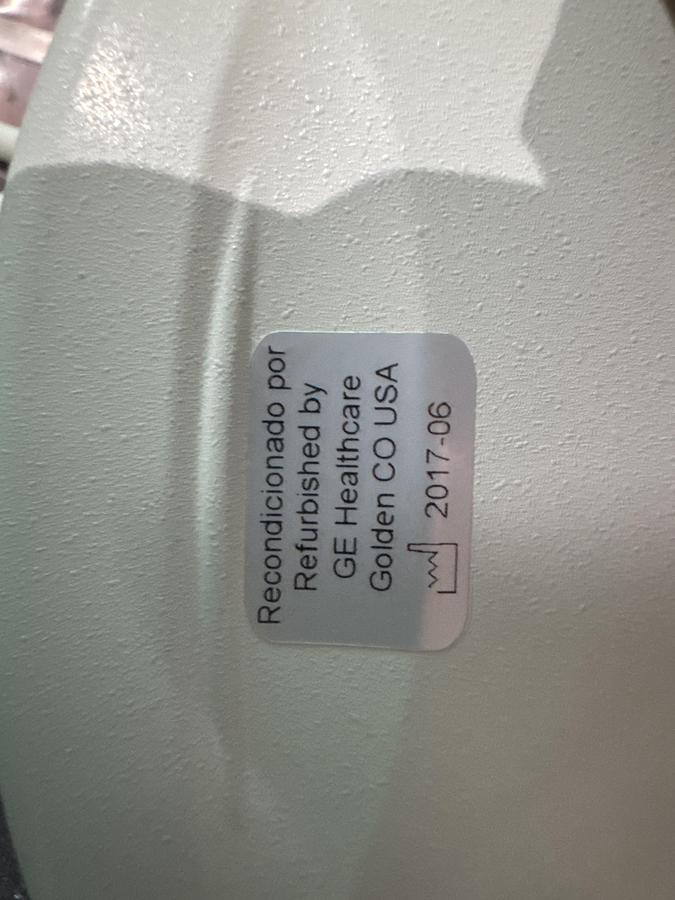 Recondicionado por
Refurbished by
GE Healthcare
Golden CO USA
2017-06